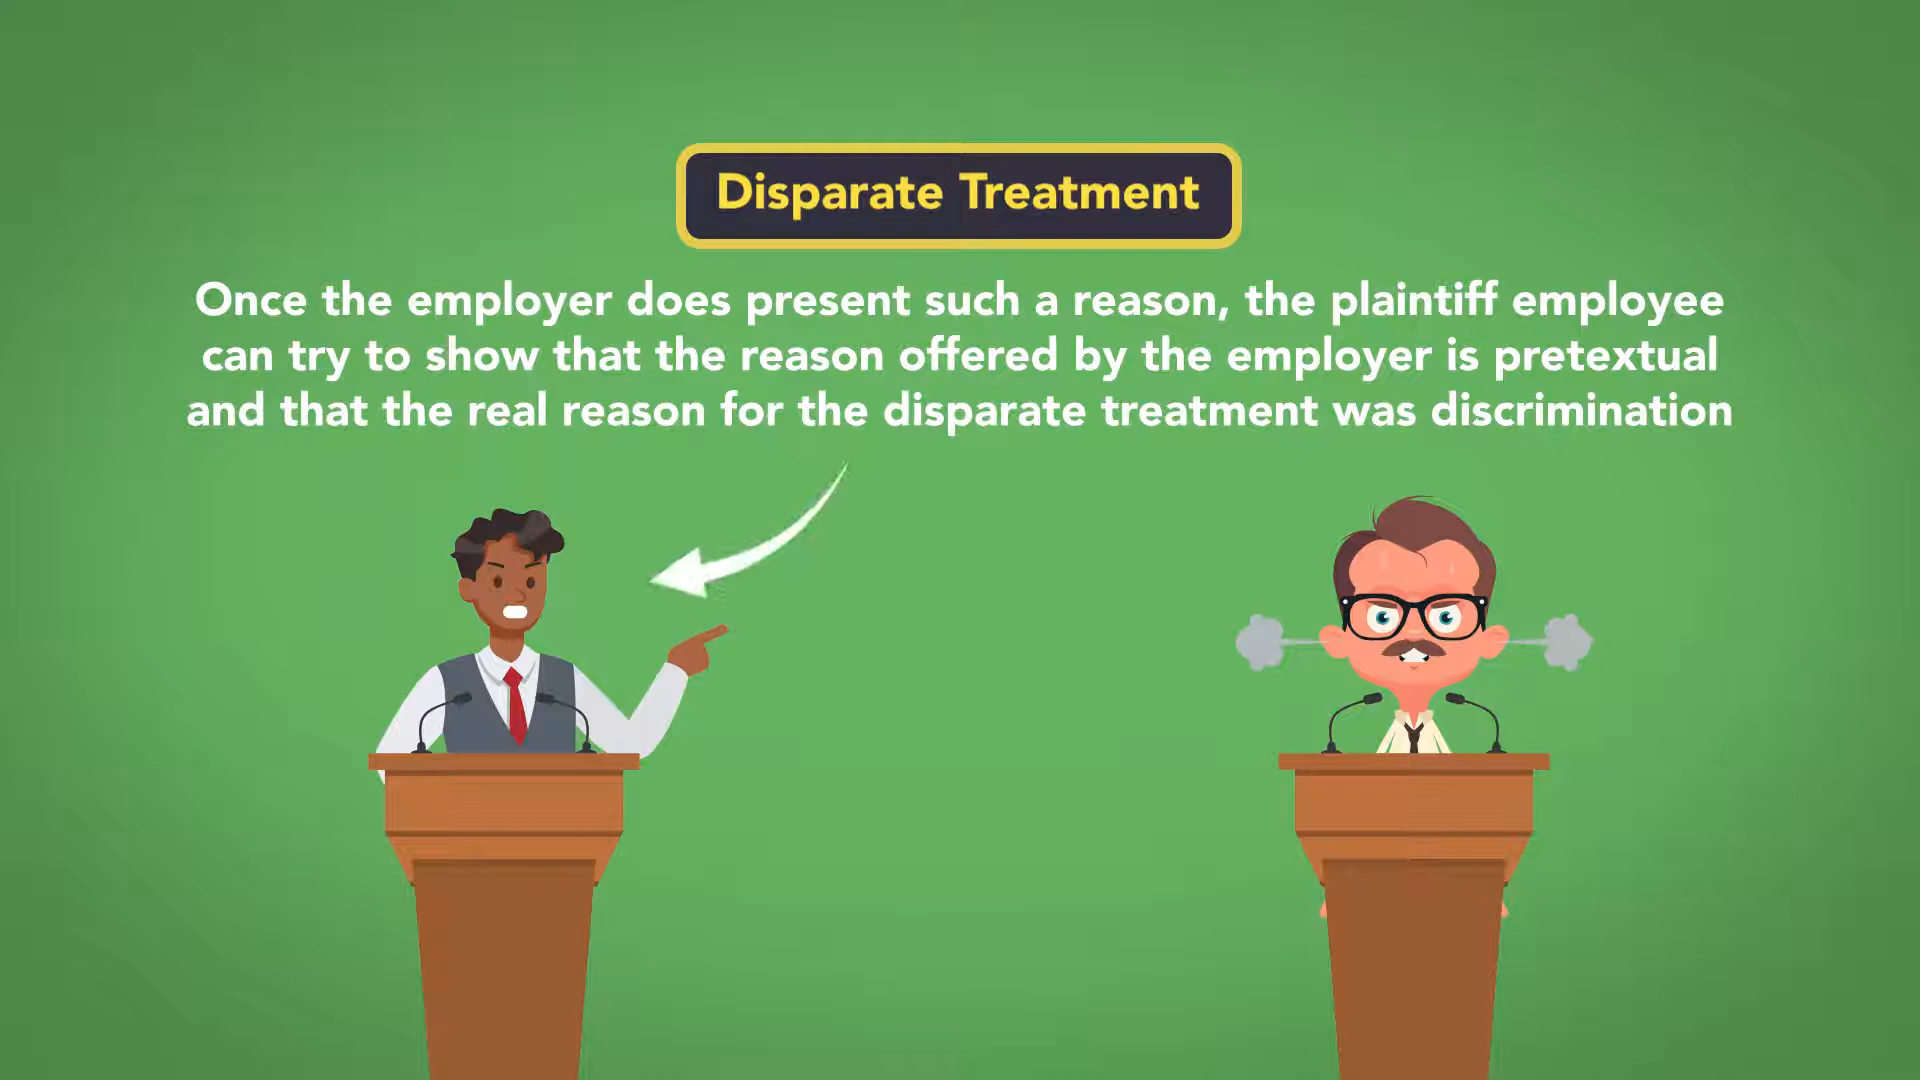 Disparate Treatment
Once the employer does present such a reason, the plaintiff employee
can try to show that the reason offered by the employer is pretextual
and that the real reason for the disparate treatment was discrimination